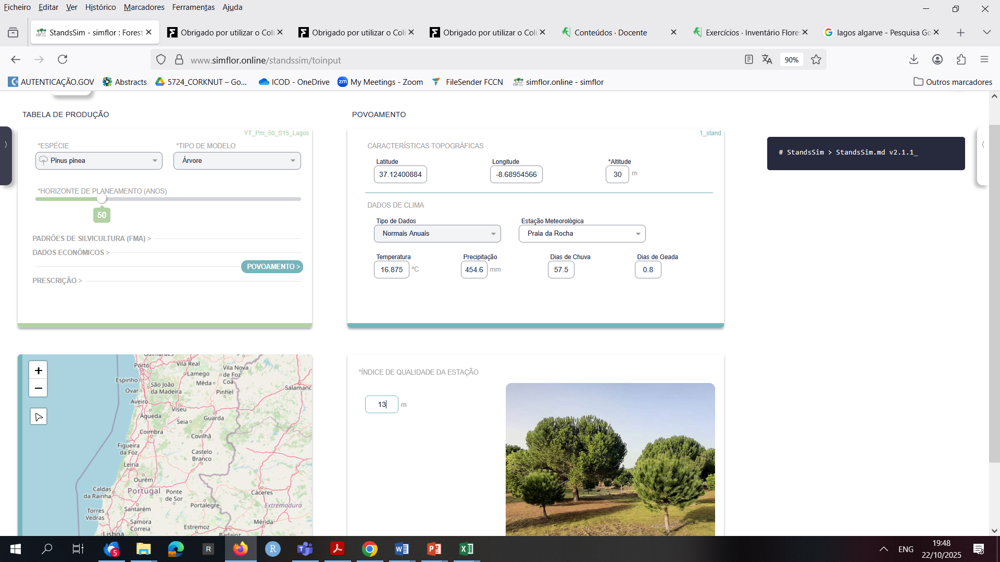 Ficheiro Editar Ver Histórico Marcadores Ferramentas Ajuda
StandsSim - simflor : Forest
Obrigado por utilizar o Coli
Obrigado por utilizar o Coli
Obrigado por utilizar o Coli
Conteúdos · Docente
Exercícios · Inventário Flores
lagos algarve - Pesquisa Go
www.simflor.online/standssim/toinput
90%
AUTENTICAÇÃO.GOV
Abstracts
5724_CORKNUT – Go...
ICOD - OneDrive
zm
My Meetings - Zoom
FileSender FCCN
simflor.online - simflor
Outros marcadores
TABELA DE PRODUÇÃO
YT_Pm_50_S15_Lagos
*ESPÉCIE
*TIPO DE MODELO
Pinus pinea
Árvore
*HORIZONTE DE PLANEAMENTO (ANOS)
50
PADRÕES DE SILVICULTURA (FMA) >
DADOS ECONÓMICOS >
POVOAMENTO >
PRESCRIÇÃO >
POVOAMENTO
1_stand
CARACTERÍSTICAS TOPOGRÁFICAS
Latitude
Longitude
*Altitude
37.12400884
-8.68954566
30 m
DADOS DE CLIMA
Tipo de Dados
Estação Meteorológica
Normais Anuais
Praia da Rocha
Temperatura
Precipitação
Dias de Chuva
Dias de Geada
16.875 ºC
454.6 mm
57.5
0.8
# StandsSim > StandsSim.md v2.1.1_
+
−
Guimarães
Porto
Vila Real
Vila Nova
de Foz
Coa
Lamego
Espinho
São João
da Madeira
Mêda
Ovar
Pinhel
Salamanc
Aveiro
Viseu
Águeda
Guarda
Seia
Coimbra
Covilhã
Figueira
da Foz
Castelo
Branco
Leiria
Ourém
Caldas
da Rainha
Portugal
Ponte
de Sor
Cáceres
Santarém
Portalegre
Extremadura
Torres
Vedras
Samora
Correia
Mérida
Estremoz
Lisboa
Badajoz
*ÍNDICE DE QUALIDADE DA ESTAÇÃO
13 m
5
R
R
ENG
19:48
22/10/2025